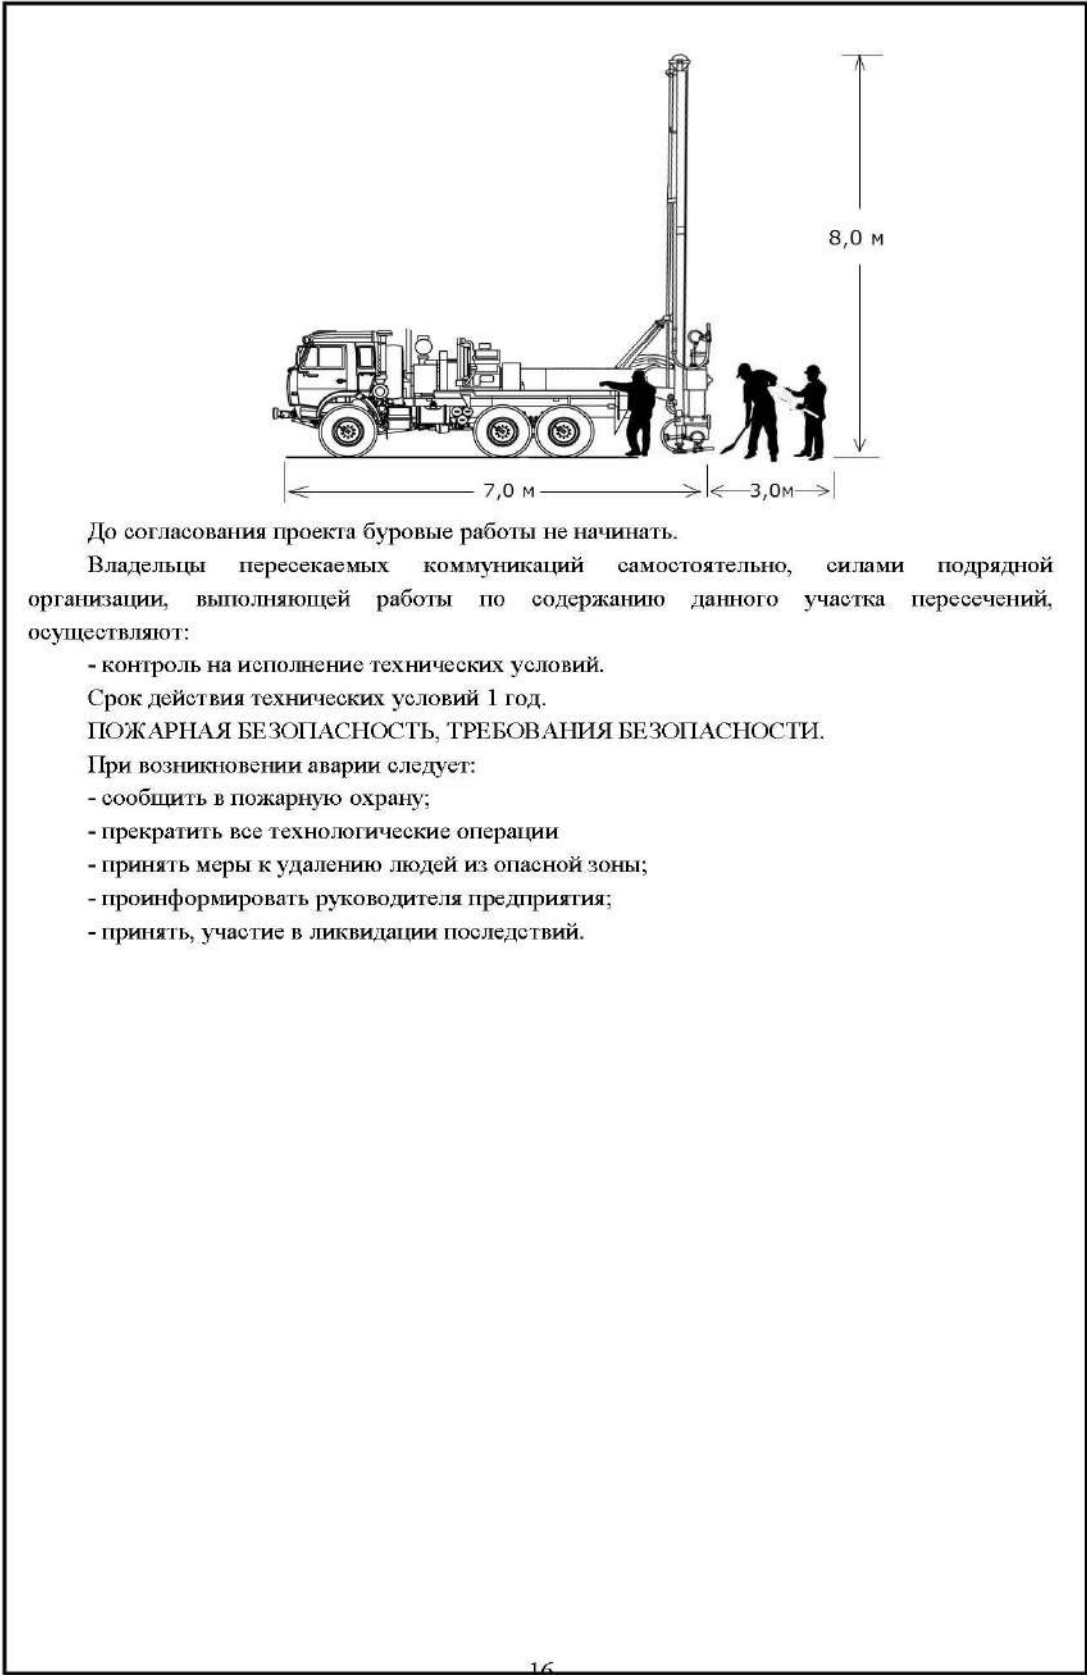 8,0 м
7,0 м
3,0м
До согласования проекта буровые работы не начинать.
Владельцы пересекаемых коммуникаций самостоятельно, силами подрядной
организации, выполняющей работы по содержанию данного участка пересечений,
осуществляют:
- контроль на исполнение технических условий.
Срок действия технических условий 1 год.
ПОЖАРНАЯ БЕЗОПАСНОСТЬ, ТРЕБОВАНИЯ БЕЗОПАСНОСТИ.
При возникновении аварии следует:
- сообщить в пожарную охрану;
- прекратить все технологические операции
- принять меры к удалению людей из опасной зоны;
- проинформировать руководителя предприятия;
- принять, участие в ликвидации последствий.
16